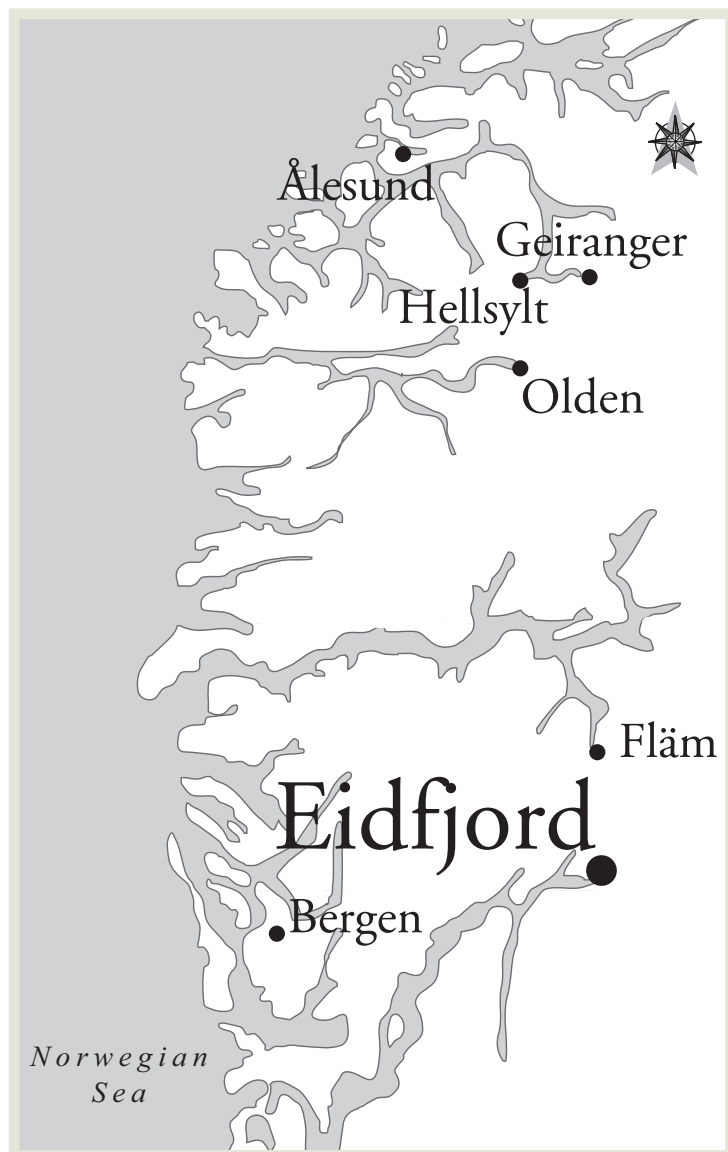 Ålesund
Geiranger
Hellsylt
Olden
Fläm
Eidfjord
Bergen
Norwegian
Sea